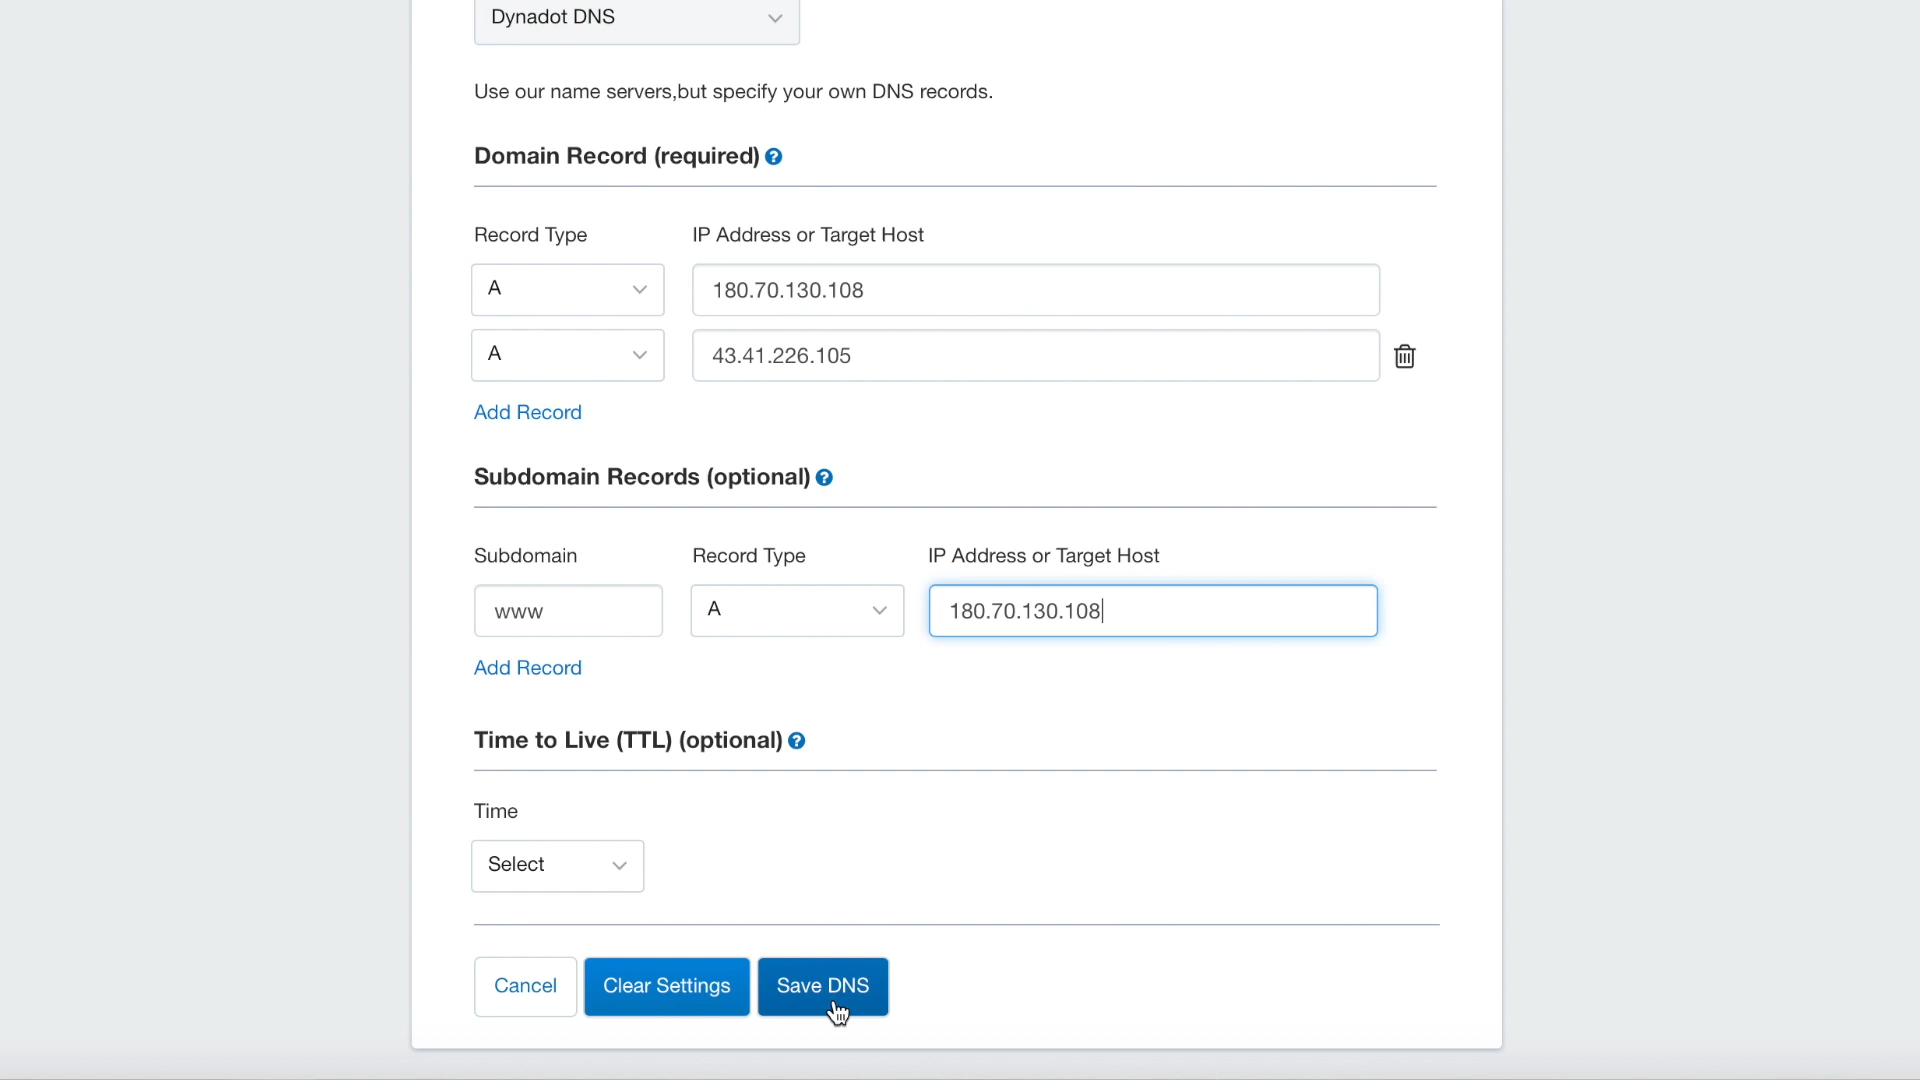 Dynadot DNS
Use our name servers,but specify your own DNS records.
Domain Record (required) ?
Record Type IP Address or Target Host
A 180.70.130.108
A 43.41.226.105
Add Record
Subdomain Records (optional) ?
Subdomain Record Type IP Address or Target Host
www A 180.70.130.108
Add Record
Time to Live (TTL) (optional) ?
Time
Select
Cancel Clear Settings Save DNS